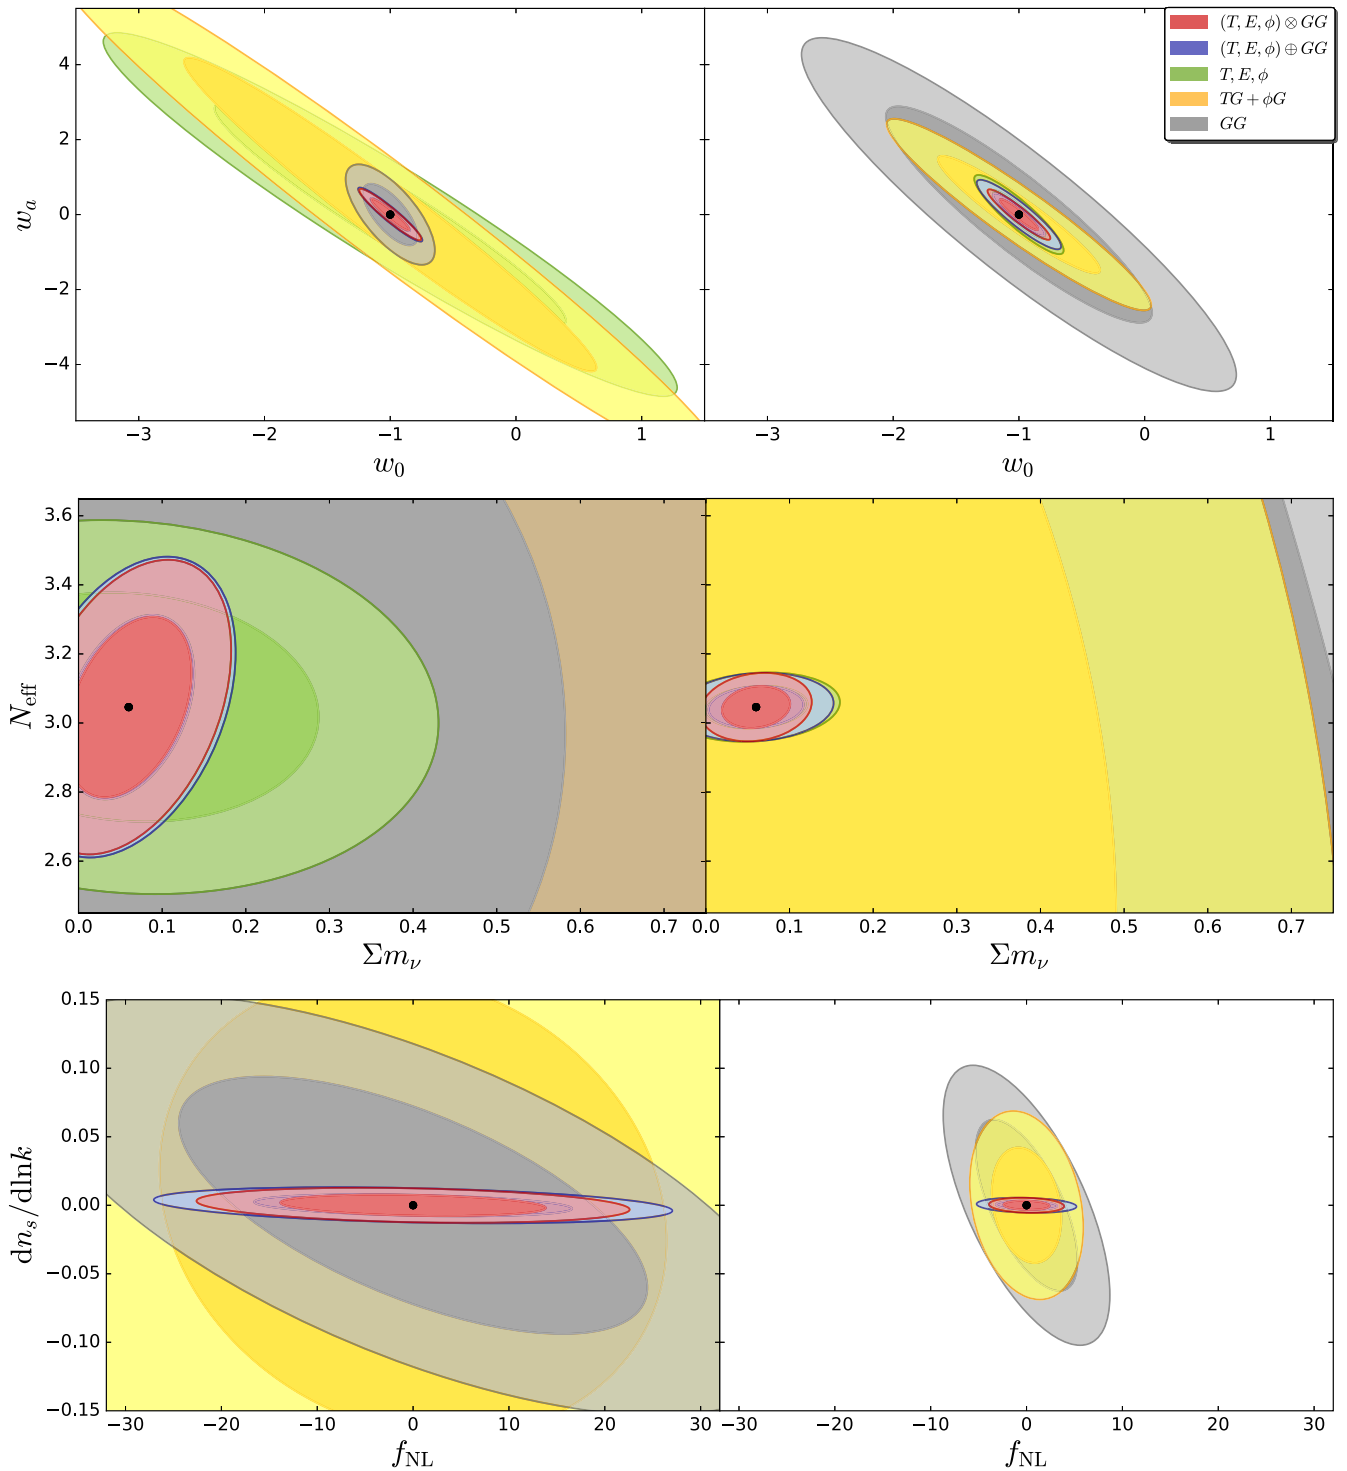 (T, E, ϕ) ⊗ GG
(T, E, ϕ) ⊕ GG
T, E, ϕ
TG + ϕG
GG
4
2
0
−2
−4
w_a
−3 −2 −1 0 1 −3 −2 −1 0 1
w_0 w_0
3.6
3.4
3.2
3.0
2.8
2.6
N_eff
0.0 0.1 0.2 0.3 0.4 0.5 0.6 0.7 0.0 0.1 0.2 0.3 0.4 0.5 0.6 0.7
Σm_ν Σm_ν
0.15
0.10
0.05
0.00
−0.05
−0.10
−0.15
dn_s/dlnk
−30 −20 −10 0 10 20 30 −30 −20 −10 0 10 20 30
f_NL f_NL